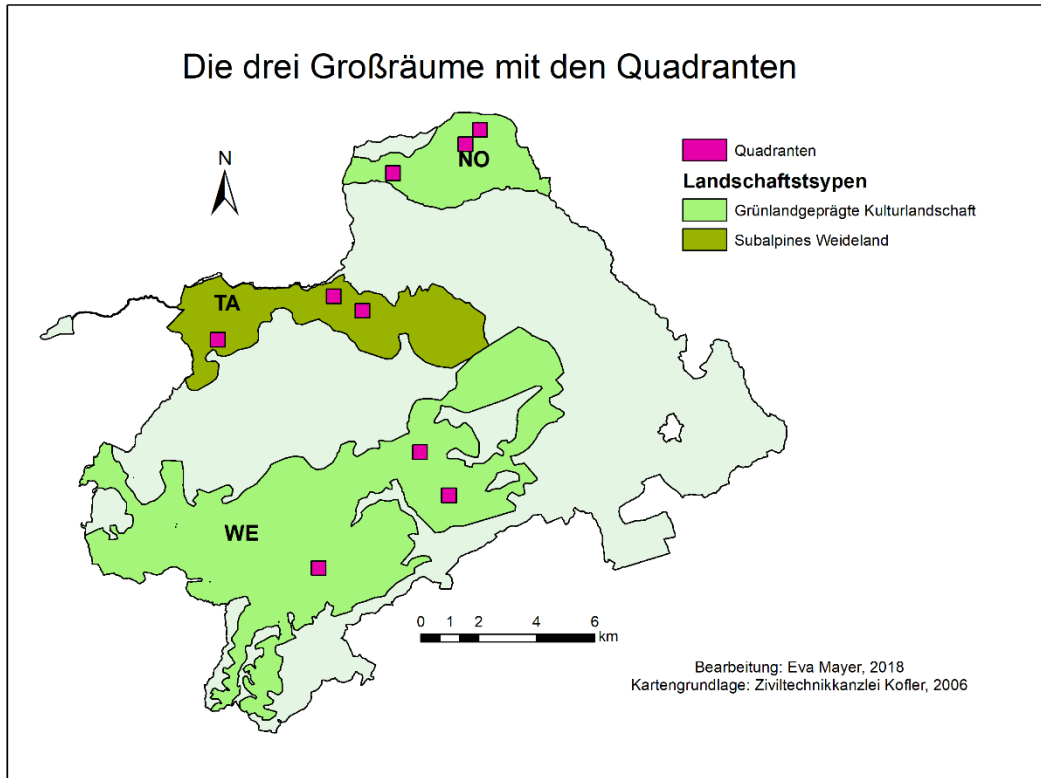 Die drei Großräume mit den Quadranten
N
NO
TA
WE
Quadranten
Landschaftstypen
Grünlandgeprägte Kulturlandschaft
Subalpines Weideland
0 1 2 4 6
km
Bearbeitung: Eva Mayer, 2018
Kartengrundlage: Ziviltechnikkanzlei Kofler, 2006